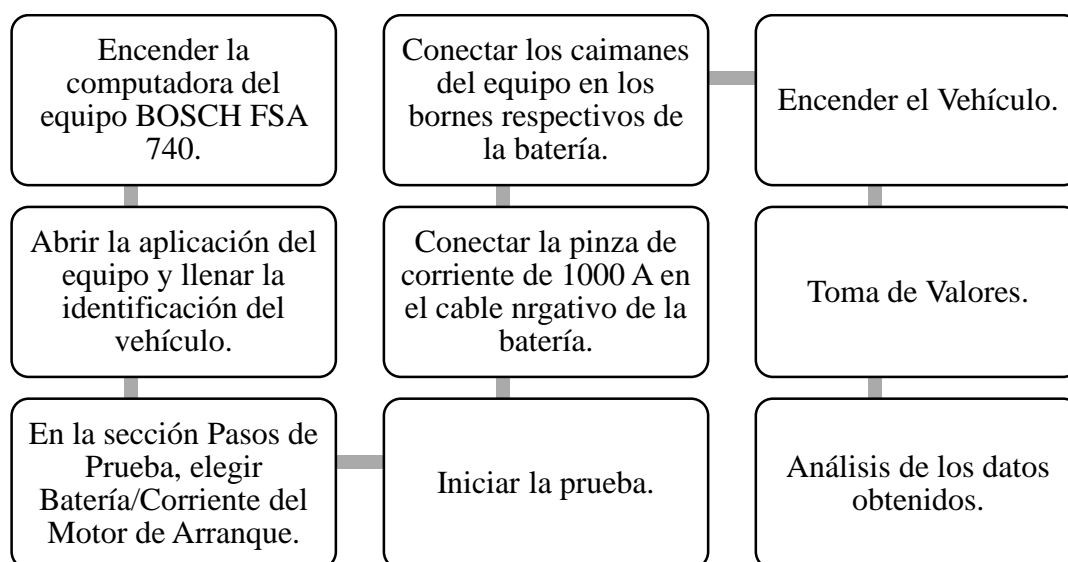 Encender la
computadora del
equipo BOSCH FSA
740.
Abrir la aplicación del
equipo y llenar la
identificación del
vehículo.
En la sección Pasos de
Prueba, elegir
Batería/Corriente del
Motor de Arranque.
Iniciar la prueba.
Conectar la pinza de
corriente de 1000 A en
el cable nrgativo de la
batería.
Conectar los caimanes
del equipo en los
bornes respectivos de
la batería.
Encender el Vehículo.
Toma de Valores.
Análisis de los datos
obtenidos.